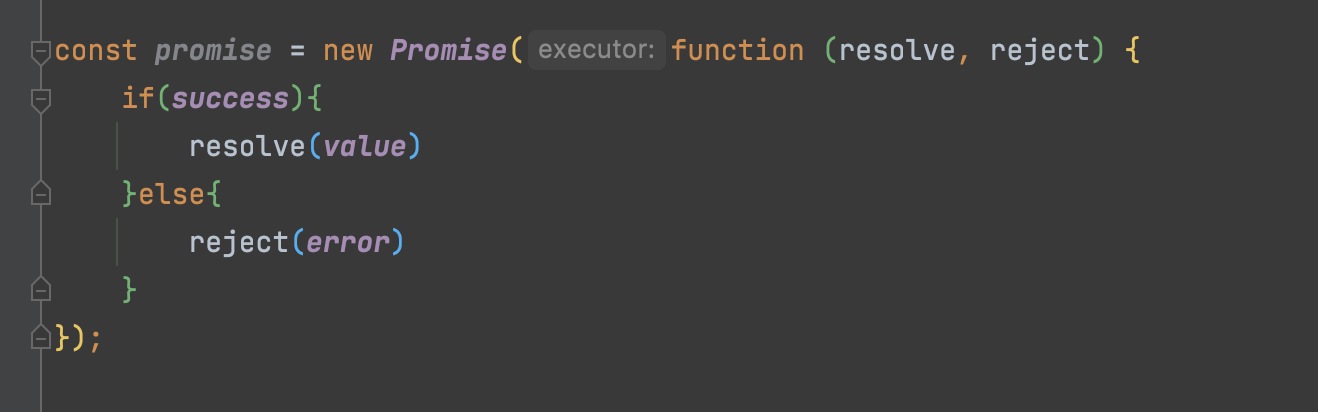 const promise = new Promise( executor: function (resolve, reject) {
    if(success){
        resolve(value)
    }else{
        reject(error)
    }
});